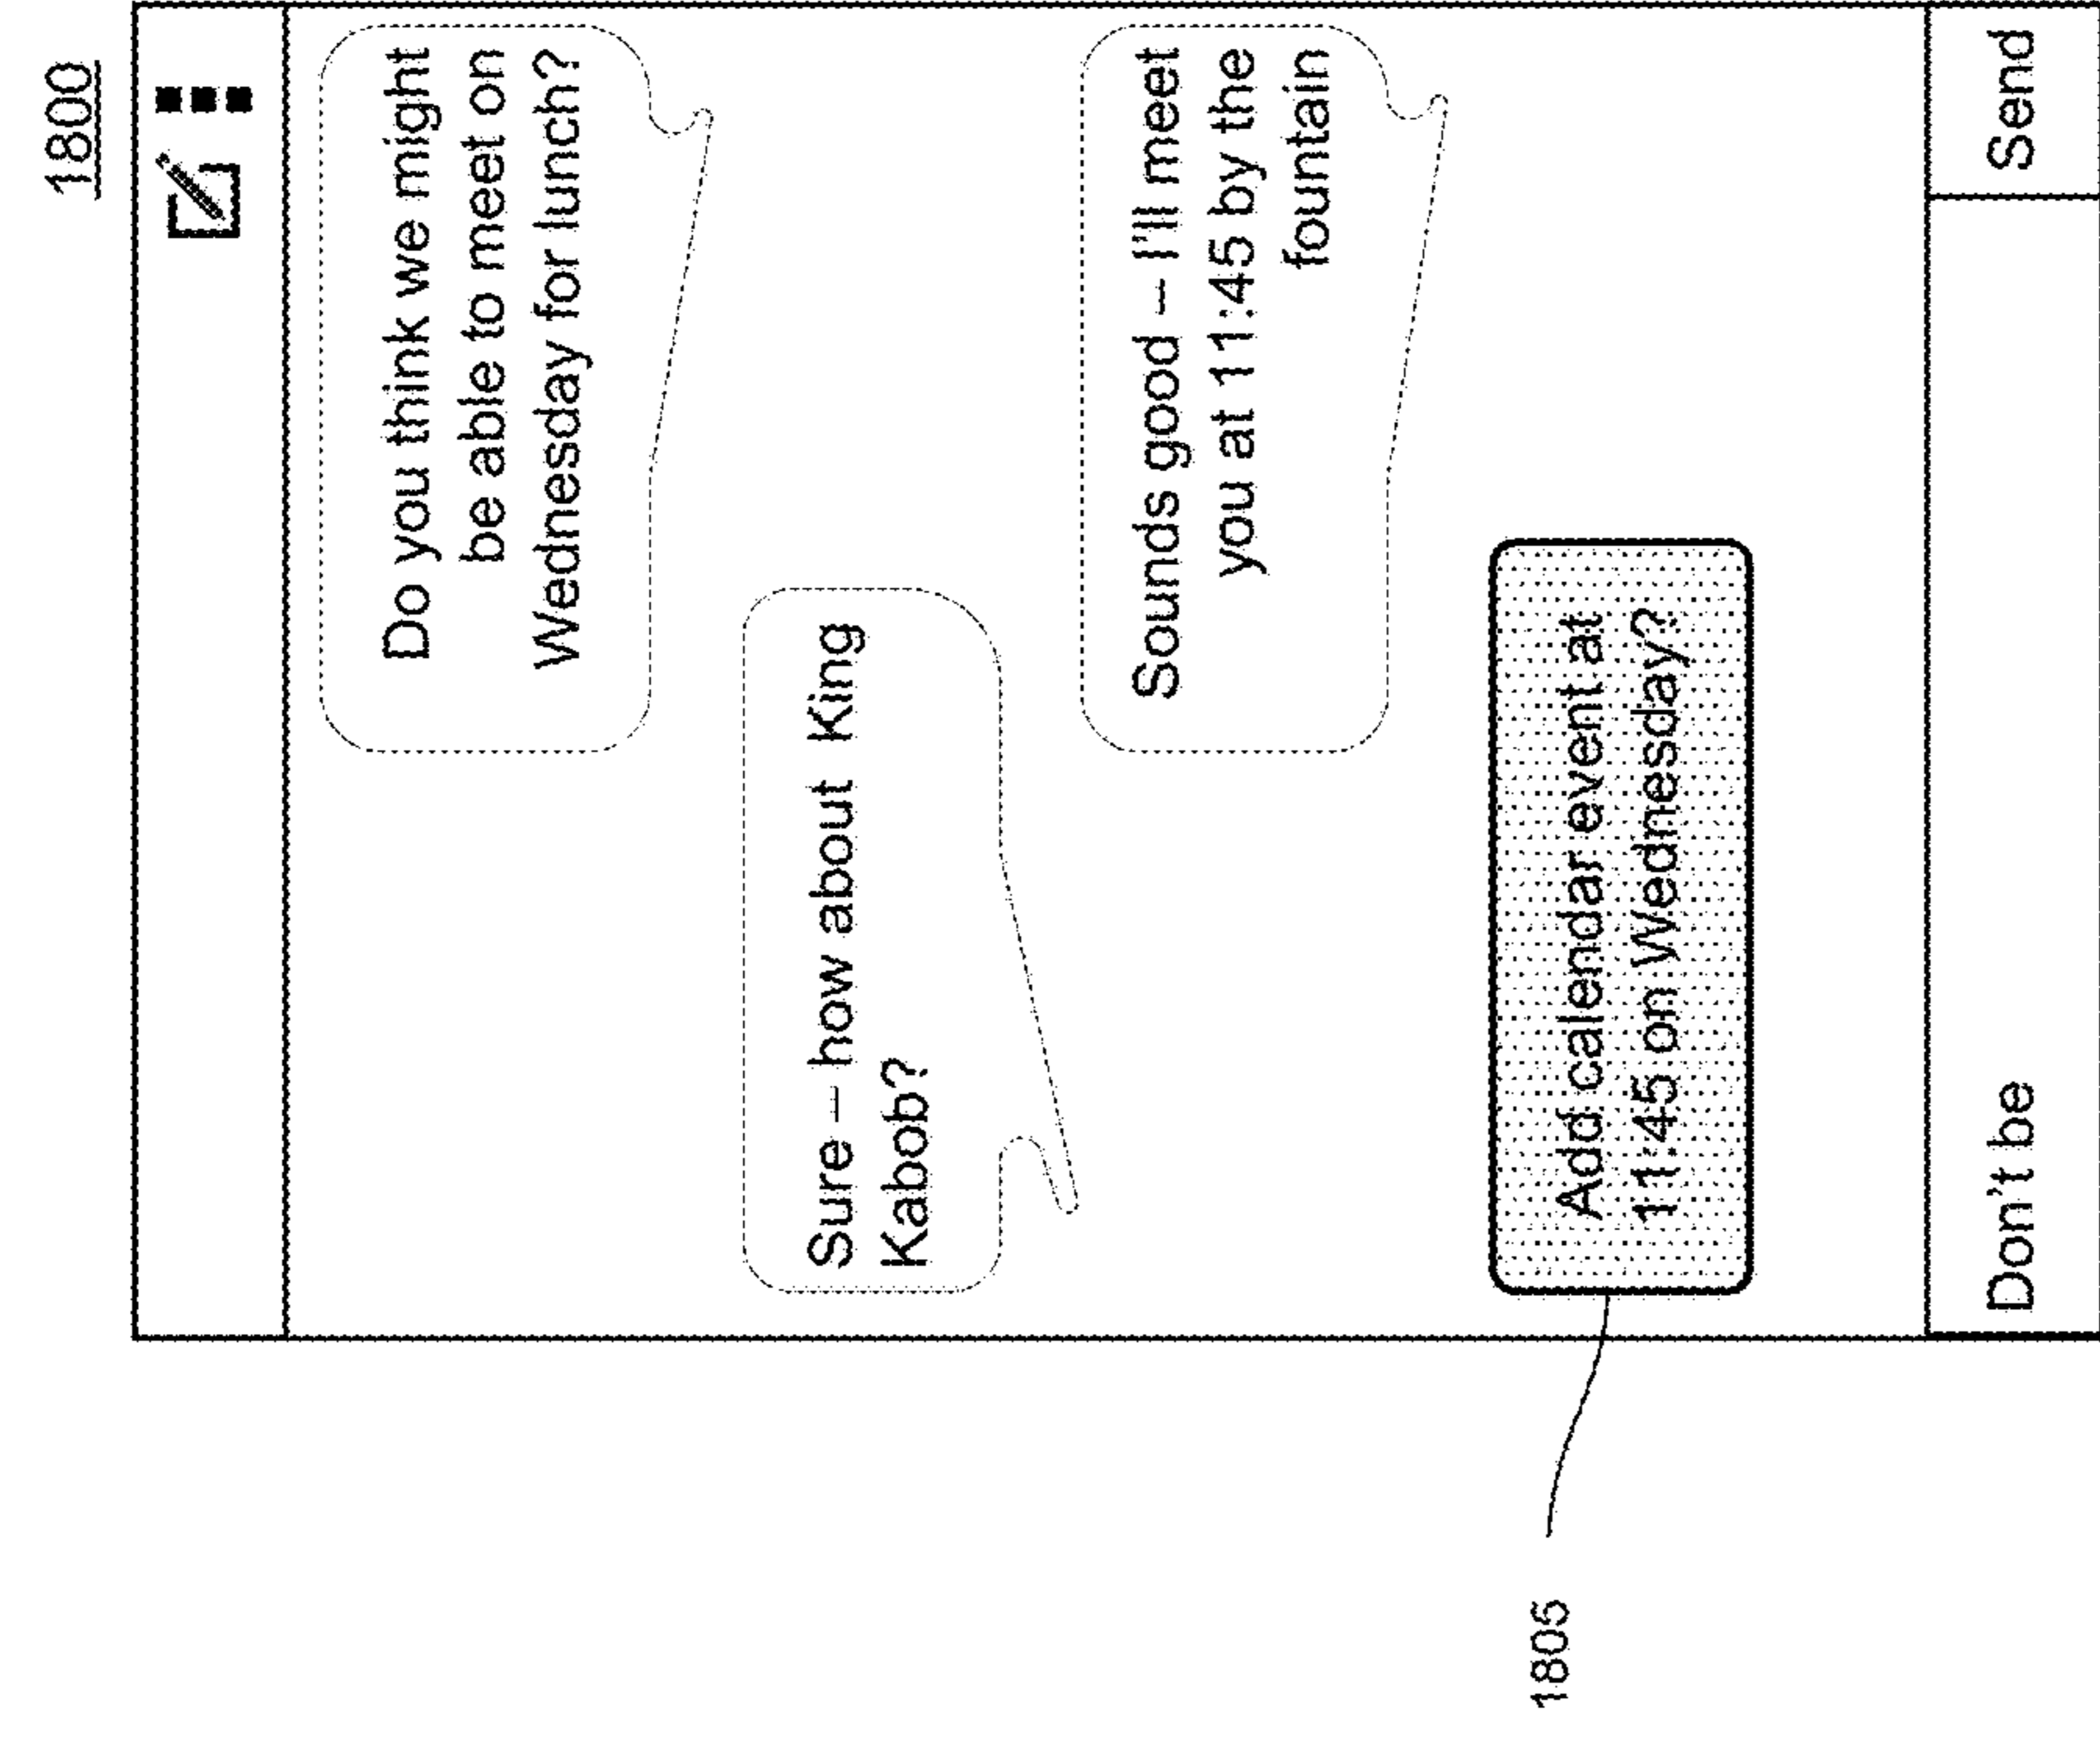 1800
Do you think we might
be able to meet on
Wednesday for lunch?
Sure – how about King
Kabob?
Sounds good – I'll meet
you at 11:45 by the
fountain
Add calendar event at
11:45 on Wednesday?
1805
Don't be
Send